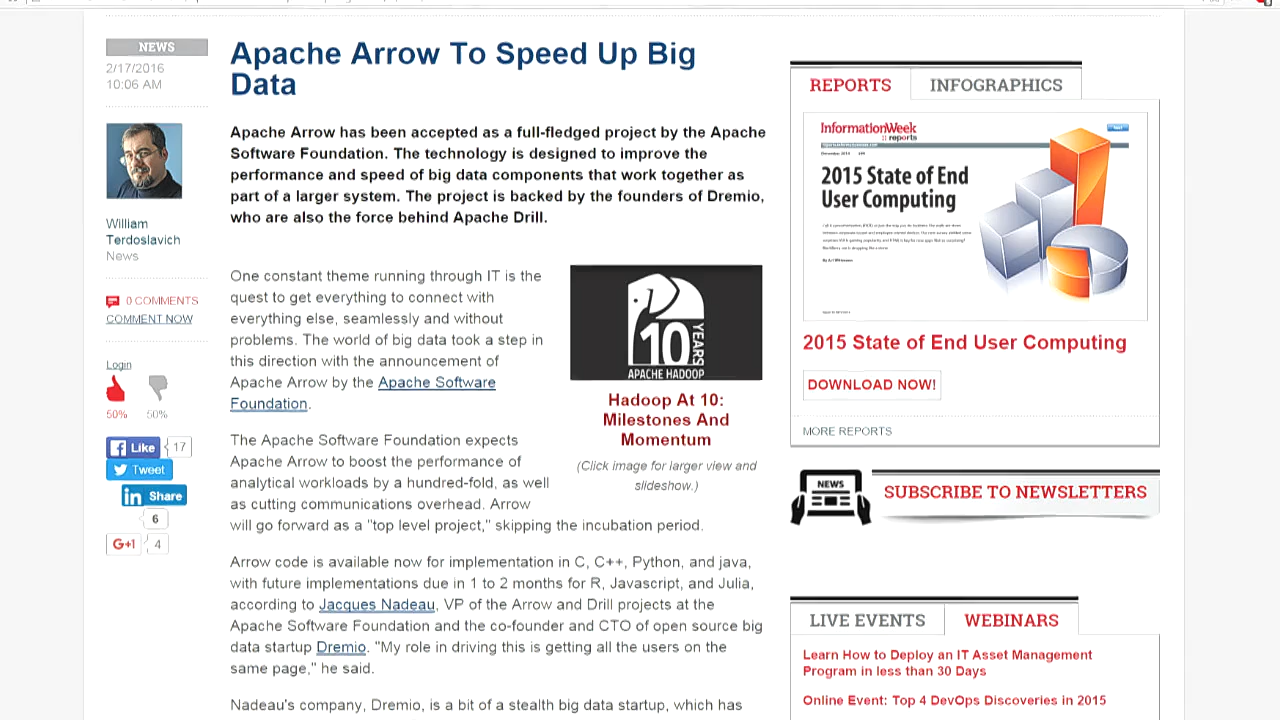 NEWS
2/17/2016
10:06 AM
William
Terdoslavich
News
0 COMMENTS
COMMENT NOW
Login
50% 50%
Like 17
Tweet
in Share
6
G+1 4
Apache Arrow To Speed Up Big
Data
Apache Arrow has been accepted as a full-fledged project by the Apache
Software Foundation. The technology is designed to improve the
performance and speed of big data components that work together as
part of a larger system. The project is backed by the founders of Dremio,
who are also the force behind Apache Drill.
One constant theme running through IT is the
quest to get everything to connect with
everything else, seamlessly and without
problems. The world of big data took a step in
this direction with the announcement of
Apache Arrow by the Apache Software
Foundation.
10
YEARS
APACHE HADOOP
Hadoop At 10:
Milestones And
Momentum
(Click image for larger view and
slideshow.)
The Apache Software Foundation expects
Apache Arrow to boost the performance of
analytical workloads by a hundred-fold, as well
as cutting communications overhead. Arrow
will go forward as a "top level project," skipping the incubation period.
Arrow code is available now for implementation in C, C++, Python, and java,
with future implementations due in 1 to 2 months for R, Javascript, and Julia,
according to Jacques Nadeau, VP of the Arrow and Drill projects at the
Apache Software Foundation and the co-founder and CTO of open source big
data startup Dremio. "My role in driving this is getting all the users on the
same page," he said.
Nadeau's company, Dremio, is a bit of a stealth big data startup, which has
REPORTS INFOGRAPHICS
InformationWeek
:: reports
2015 State of End
User Computing
2015 State of End User Computing
DOWNLOAD NOW!
MORE REPORTS
NEWS
SUBSCRIBE TO NEWSLETTERS
LIVE EVENTS WEBINARS
Learn How to Deploy an IT Asset Management
Program in less than 30 Days
Online Event: Top 4 DevOps Discoveries in 2015